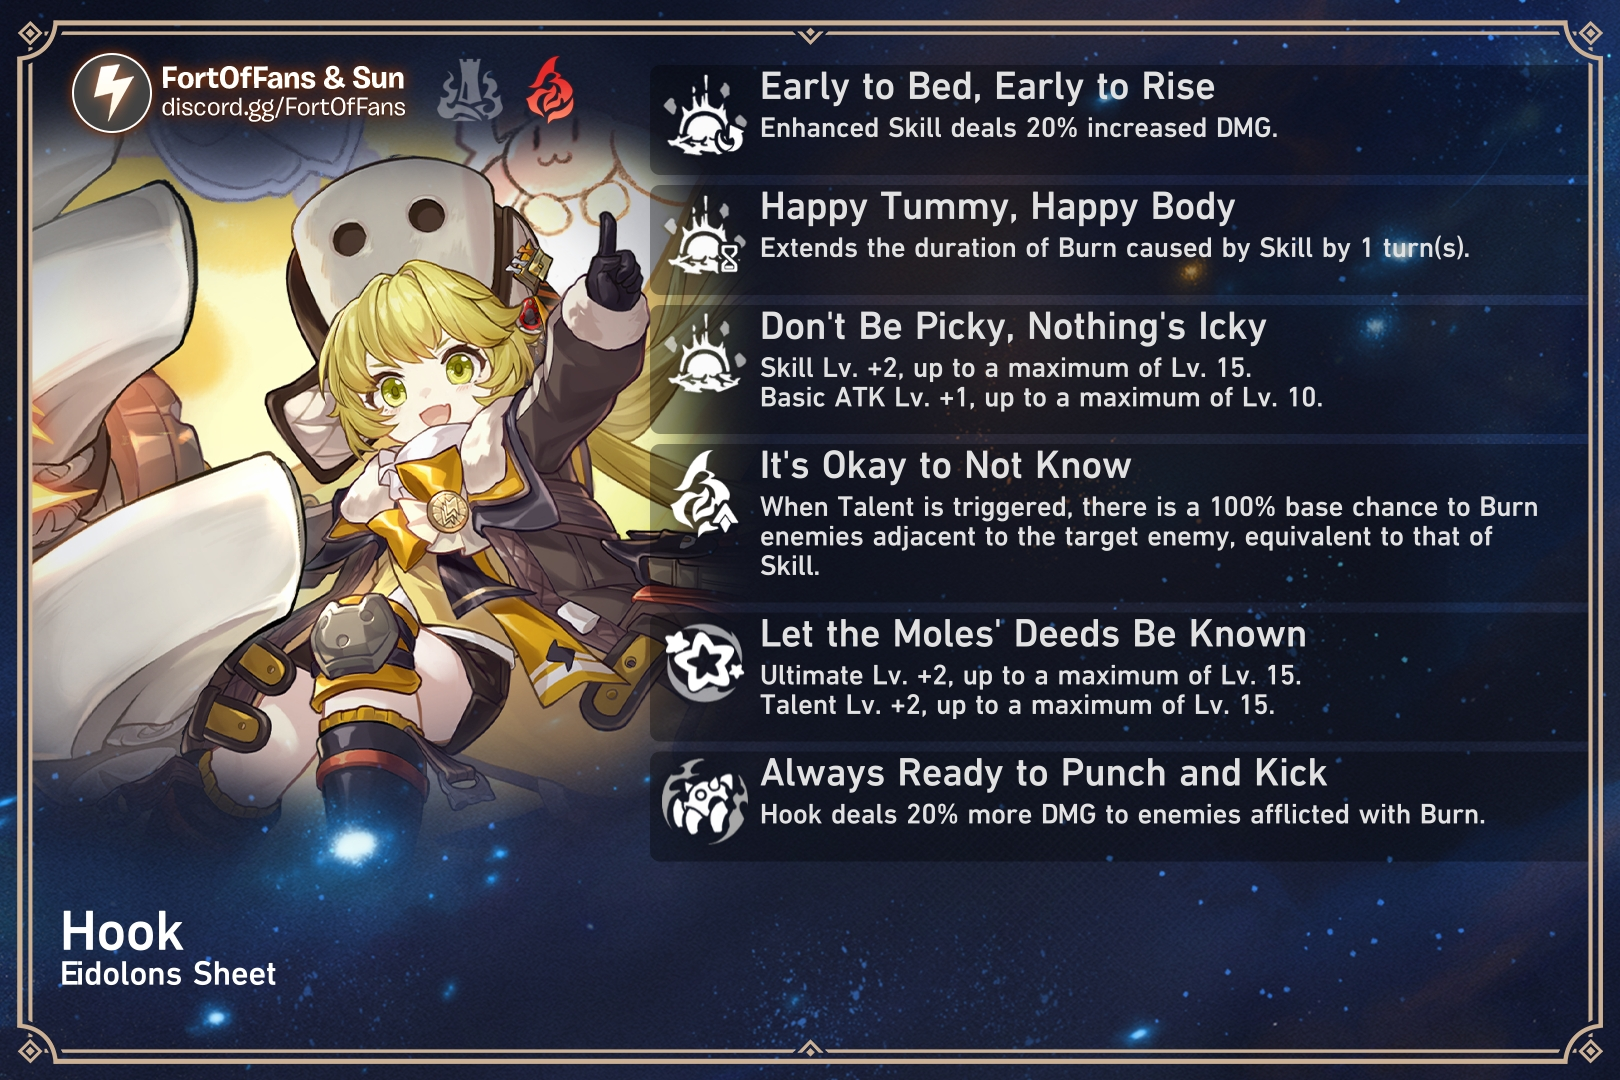 FortOfFans & Sun
discord.gg/FortOfFans
Early to Bed, Early to Rise
Enhanced Skill deals 20% increased DMG.
Happy Tummy, Happy Body
Extends the duration of Burn caused by Skill by 1 turn(s).
Don't Be Picky, Nothing's Icky
Skill Lv. +2, up to a maximum of Lv. 15.
Basic ATK Lv. +1, up to a maximum of Lv. 10.
It's Okay to Not Know
When Talent is triggered, there is a 100% base chance to Burn
enemies adjacent to the target enemy, equivalent to that of
Skill.
Let the Moles' Deeds Be Known
Ultimate Lv. +2, up to a maximum of Lv. 15.
Talent Lv. +2, up to a maximum of Lv. 15.
Always Ready to Punch and Kick
Hook deals 20% more DMG to enemies afflicted with Burn.
Hook
Eidolons Sheet